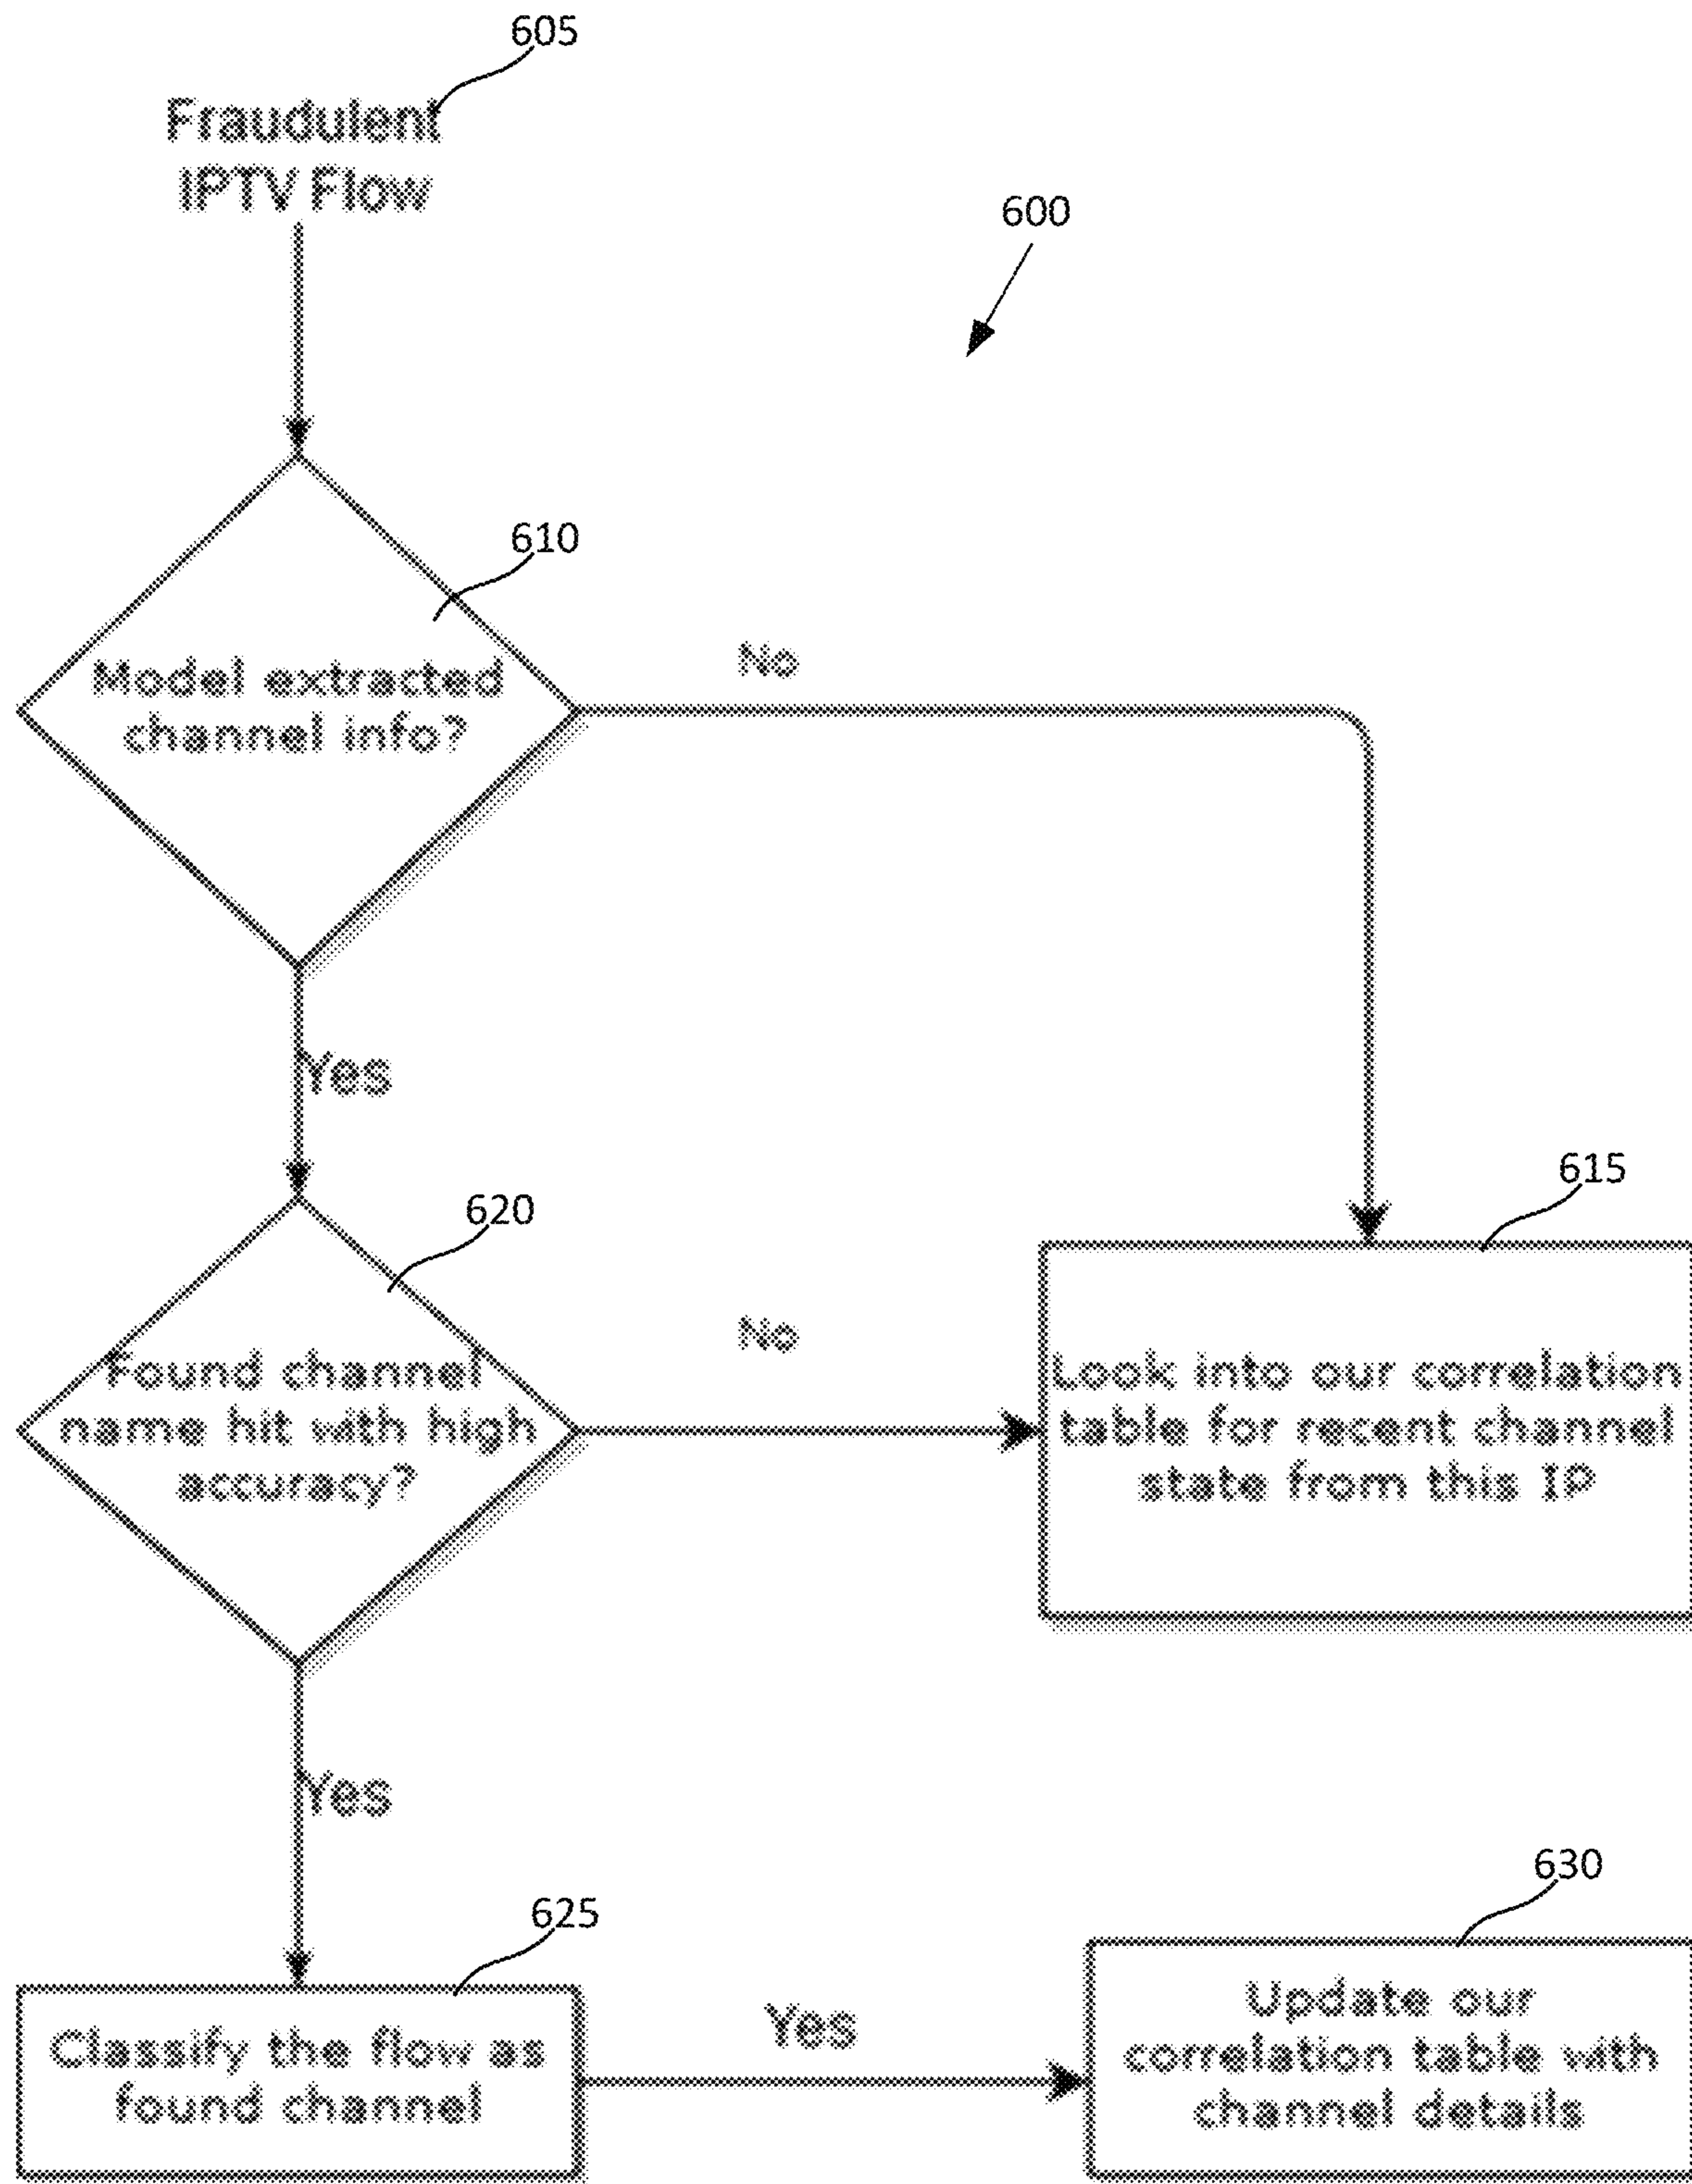 605
Fraudulent
IPTV Flow
600
610
Model extracted
channel info?
No
Yes
615
620
Found channel
name hit with high
accuracy?
No
Look into our correlation
table for recent channel
state from this IP
Yes
625
Classify the flow as
found channel
Yes
630
Update our
correlation table with
channel details